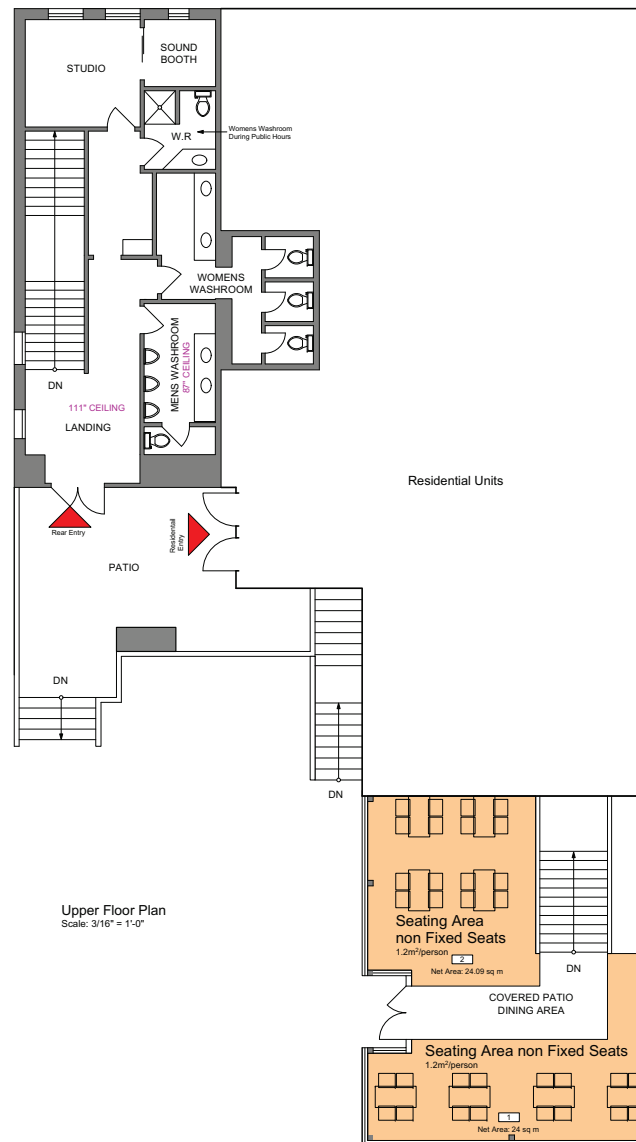 STUDIO
SOUND
BOOTH
W.R
Womens Washroom
During Public Hours
WOMENS
WASHROOM
MENS WASHROOM
87" CEILING
DN
111" CEILING
LANDING
Residential Units
Rear Entry
Residentail
Entry
PATIO
DN
DN
Upper Floor Plan
Scale: 3/16" = 1'-0"
Seating Area
non Fixed Seats
1.2m²/person
2
Net Area: 24.09 sq m
DN
COVERED PATIO
DINING AREA
Seating Area non Fixed Seats
1.2m²/person
1
Net Area: 24 sq m